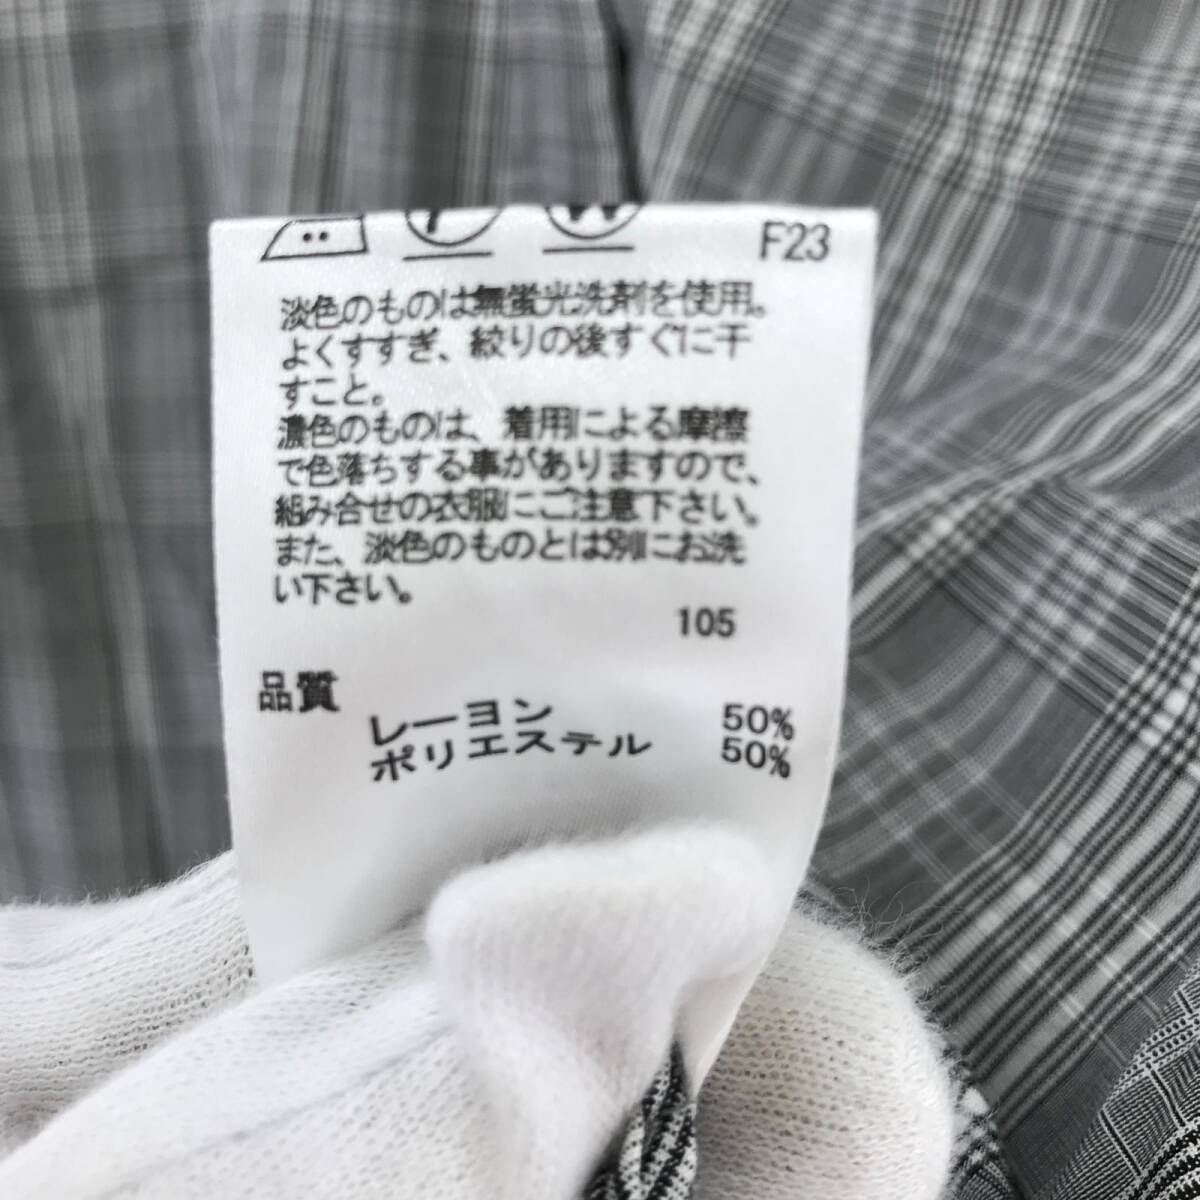 F23
淡色のものは無蛍光洗剤を使用。
よくすすぎ、絞りの後すぐに干
すこと。
濃色のものは、着用による摩擦
で色落ちする事がありますので、
組み合せの衣服にご注意下さい。
また、淡色のものとは別にお洗
い下さい。
105
品質
レーヨン 50%
ポリエステル 50%